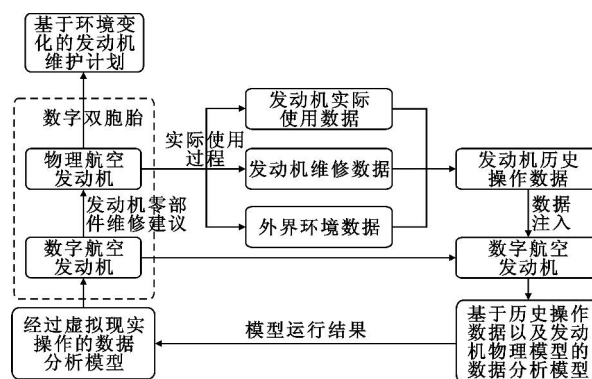 基于环境变
化的发动机
维护计划
数字双胞胎
物理航空
发动机
发动机零部
件维修建议
数字航空
发动机
经过虚拟现实
操作的数据
分析模型
实际使用
过程
发动机实际
使用数据
发动机维修数据
外界环境数据
发动机历史
操作数据
数据
注入
数字航空
发动机
基于历史操作
数据以及发动
机物理模型的
数据分析模型
模型运行结果